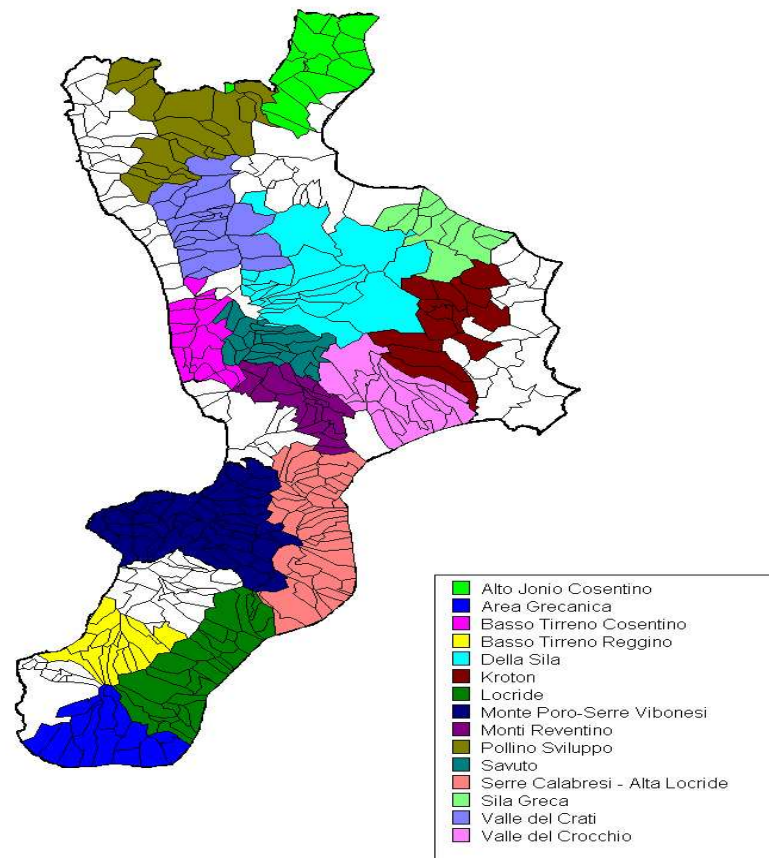 Alto Jonio Cosentino
Area Grecanica
Basso Tirreno Cosentino
Basso Tirreno Reggino
Della Sila
Kroton
Locride
Monte Poro-Serre Vibonesi
Monti Reventino
Pollino Sviluppo
Savuto
Serre Calabresi - Alta Locride
Sila Greca
Valle del Crati
Valle del Crocchio